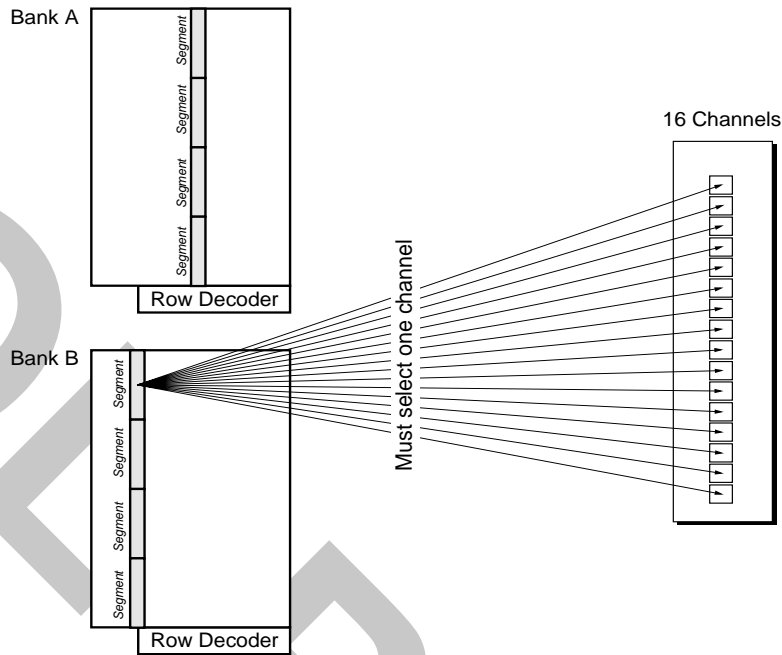 Bank A
Segment
Segment
Segment
Segment
Row Decoder
16 Channels
Must select one channel
Bank B
Segment
Segment
Segment
Segment
Row Decoder